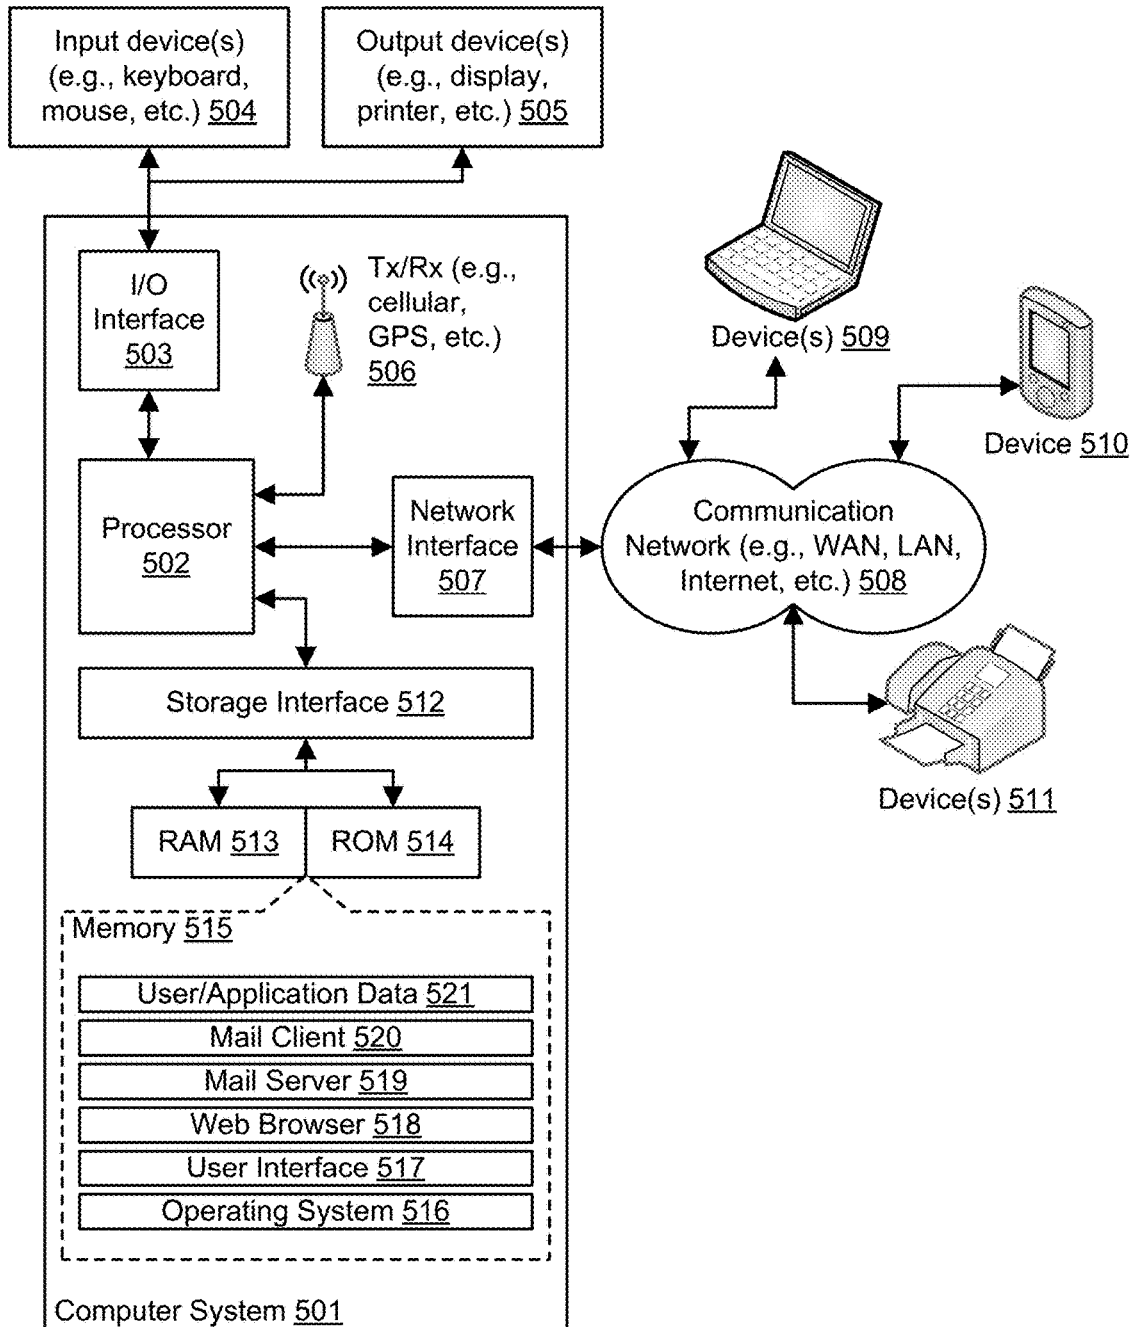 Input device(s)
(e.g., keyboard,
mouse, etc.) 504
Output device(s)
(e.g., display,
printer, etc.) 505
I/O
Interface
503
Tx/Rx (e.g.,
cellular,
GPS, etc.)
506
Device(s) 509
Device 510
Processor
502
Network
Interface
507
Communication
Network (e.g., WAN, LAN,
Internet, etc.) 508
Storage Interface 512
Device(s) 511
RAM 513
ROM 514
Memory 515
User/Application Data 521
Mail Client 520
Mail Server 519
Web Browser 518
User Interface 517
Operating System 516
Computer System 501